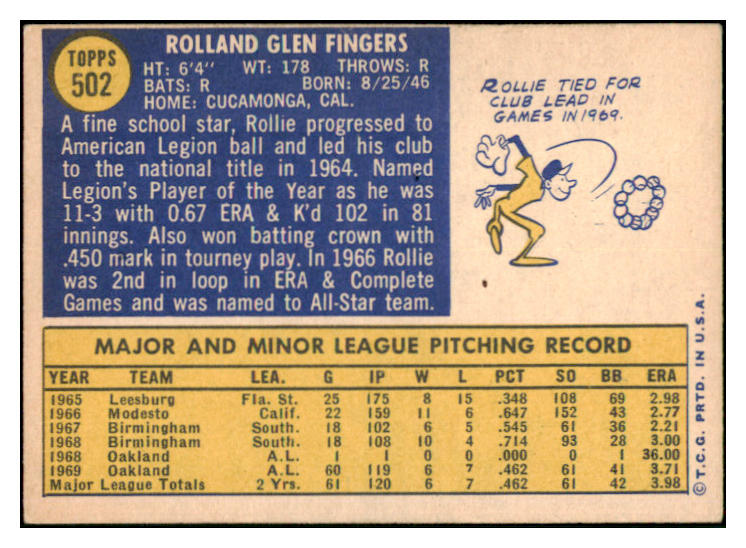 TOPPS
502
ROLLAND GLEN FINGERS
HT: 6'4" WT: 178 THROWS: R
BATS: R BORN: 8/25/46
HOME: CUCAMONGA, CAL.
A fine school star, Rollie progressed to
American Legion ball and led his club
to the national title in 1964. Named
Legion's Player of the Year as he was
11-3 with 0.67 ERA & K'd 102 in 81
innings. Also won batting crown with
.450 mark in tourney play. In 1966 Rollie
was 2nd in loop in ERA & Complete
Games and was named to All-Star team.
ROLLIE TIED FOR
CLUB LEAD IN
GAMES IN 1969.
MAJOR AND MINOR LEAGUE PITCHING RECORD
YEAR TEAM LEA. G IP W L PCT SO BB ERA
1965 Leesburg Fla. St. 25 175 8 15 .348 108 69 2.98
1966 Modesto Calif. 22 159 11 6 .647 152 43 2.77
1967 Birmingham South. 18 102 6 5 .545 61 36 2.21
1968 Birmingham South. 18 108 10 4 .714 93 28 3.00
1968 Oakland A.L. 1 1 0 0 .000 0 1 36.00
1969 Oakland A.L. 60 119 6 7 .462 61 41 3.71
Major League Totals 2 Yrs. 61 120 6 7 .462 61 42 3.98
© T.C.G. PRTD. IN U.S.A.